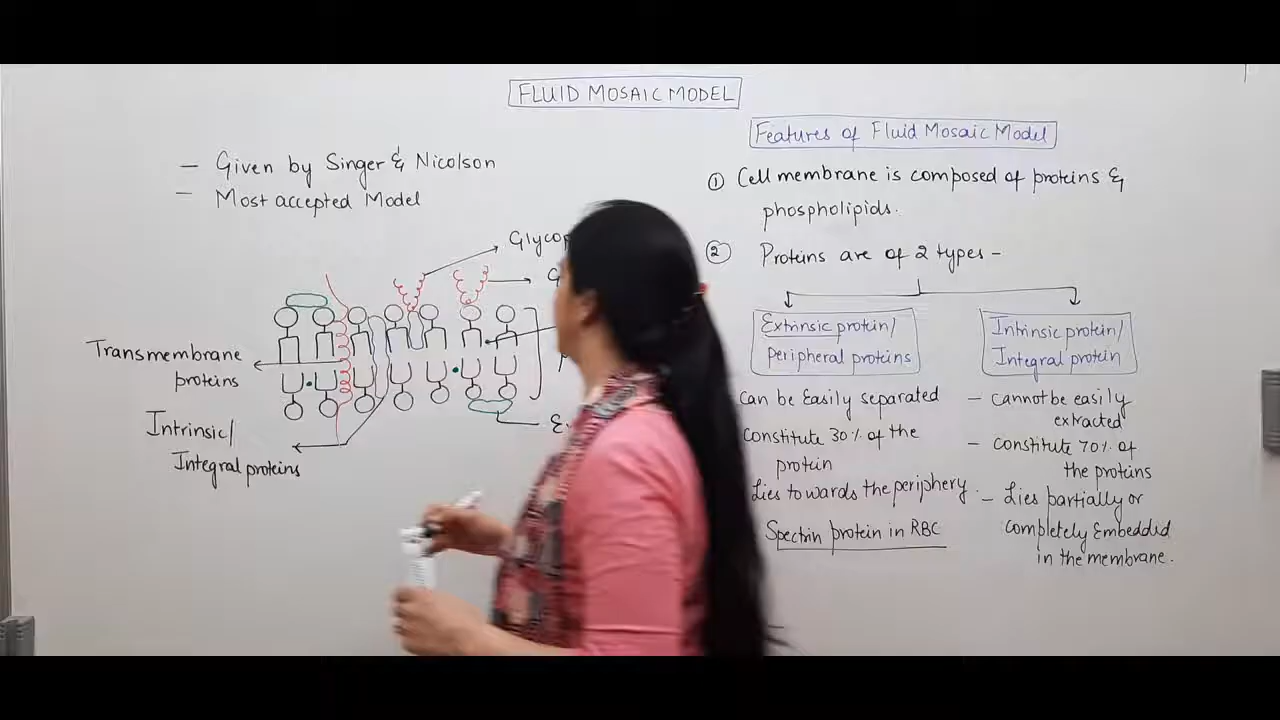 FLUID MOSAIC MODEL
– Given by Singer & Nicolson
– Most accepted Model
Transmembrane
proteins
Intrinsic/
Integral proteins
Features of Fluid Mosaic Model
① Cell membrane is composed of proteins &
phospholipids.
② Proteins are of 2 types –
Extrinsic protein/
Peripheral proteins
can be Easily separated
constitute 30% of the
protein
Lies towards the periphery.
Spectrin protein in RBC
Intrinsic protein/
Integral protein
– cannot be easily
extracted
– constitute 70% of
the proteins
– Lies partially or
completely Embedded
in the membrane.